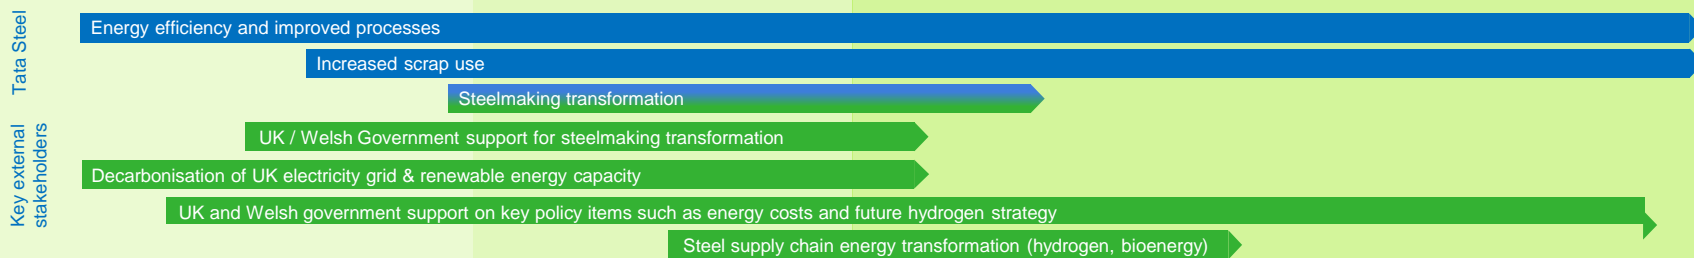 Tata Steel
Energy efficiency and improved processes
Increased scrap use
Steelmaking transformation
Key external
stakeholders
UK / Welsh Government support for steelmaking transformation
Decarbonisation of UK electricity grid & renewable energy capacity
UK and Welsh government support on key policy items such as energy costs and future hydrogen strategy
Steel supply chain energy transformation (hydrogen, bioenergy)